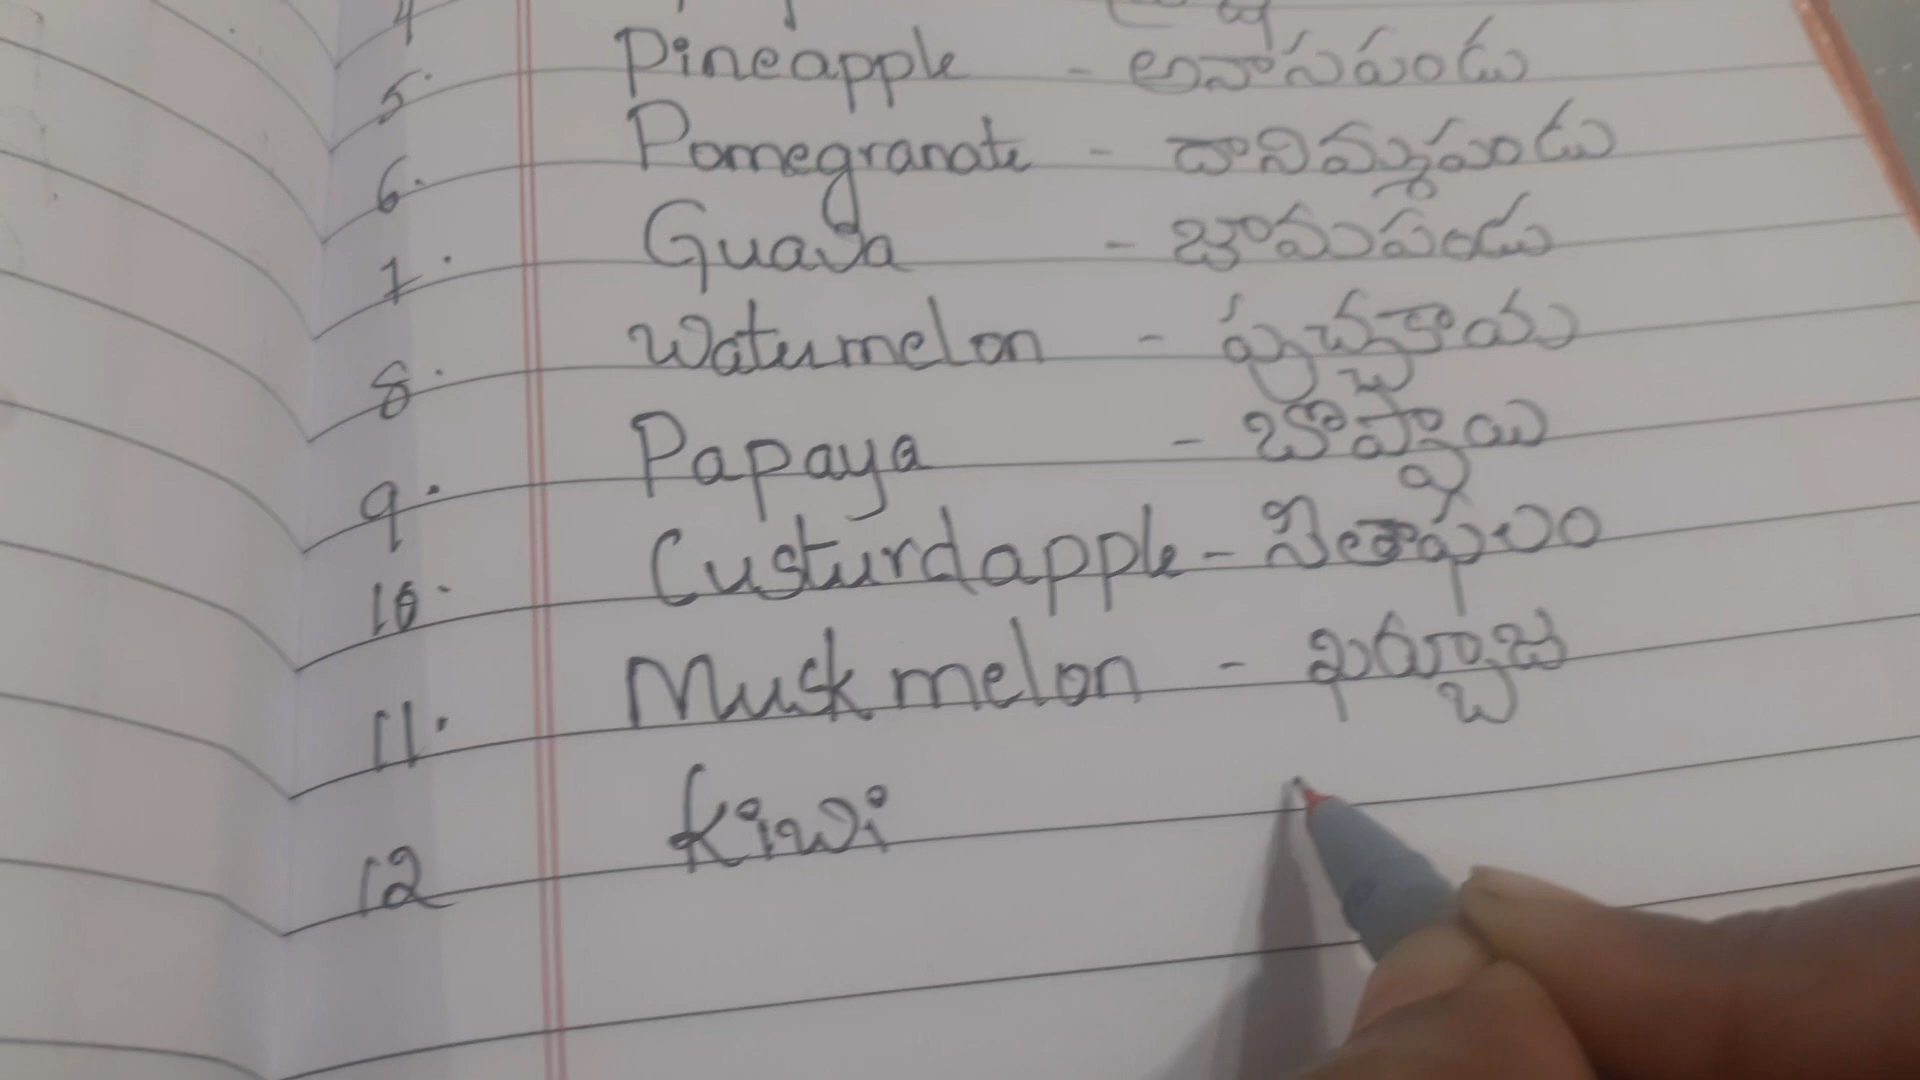 4
5. Pineapple - అనాసపండు
6. Pomegranate - దానిమ్మపండు
7. Guava - జామపండు
8. Watermelon - పుచ్చకాయ
9. Papaya - బొప్పాయి
10. Custurdapple - సీతాఫలం
11. Muskmelon - ఖర్బూజ
12 Kiwi